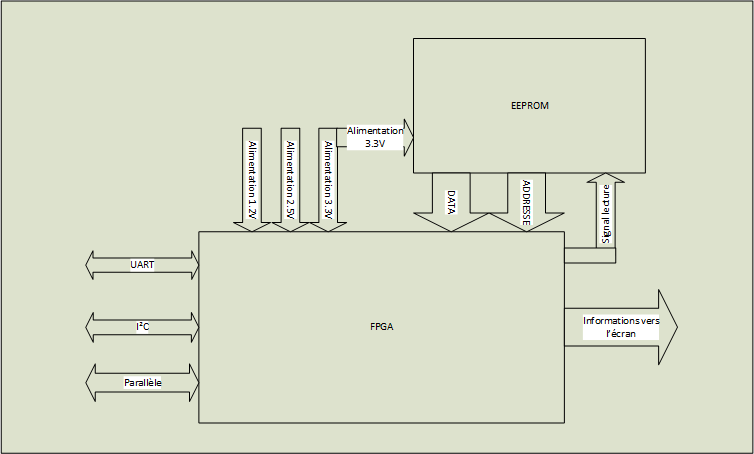 EEPROM
Alimentation
3.3V
Alimentation 1.2V
Alimentation 2.5V
Alimentation 3.3V
DATA
ADDRESSE
Signal lecture
UART
I²C
Parallèle
FPGA
Informations vers
l'écran